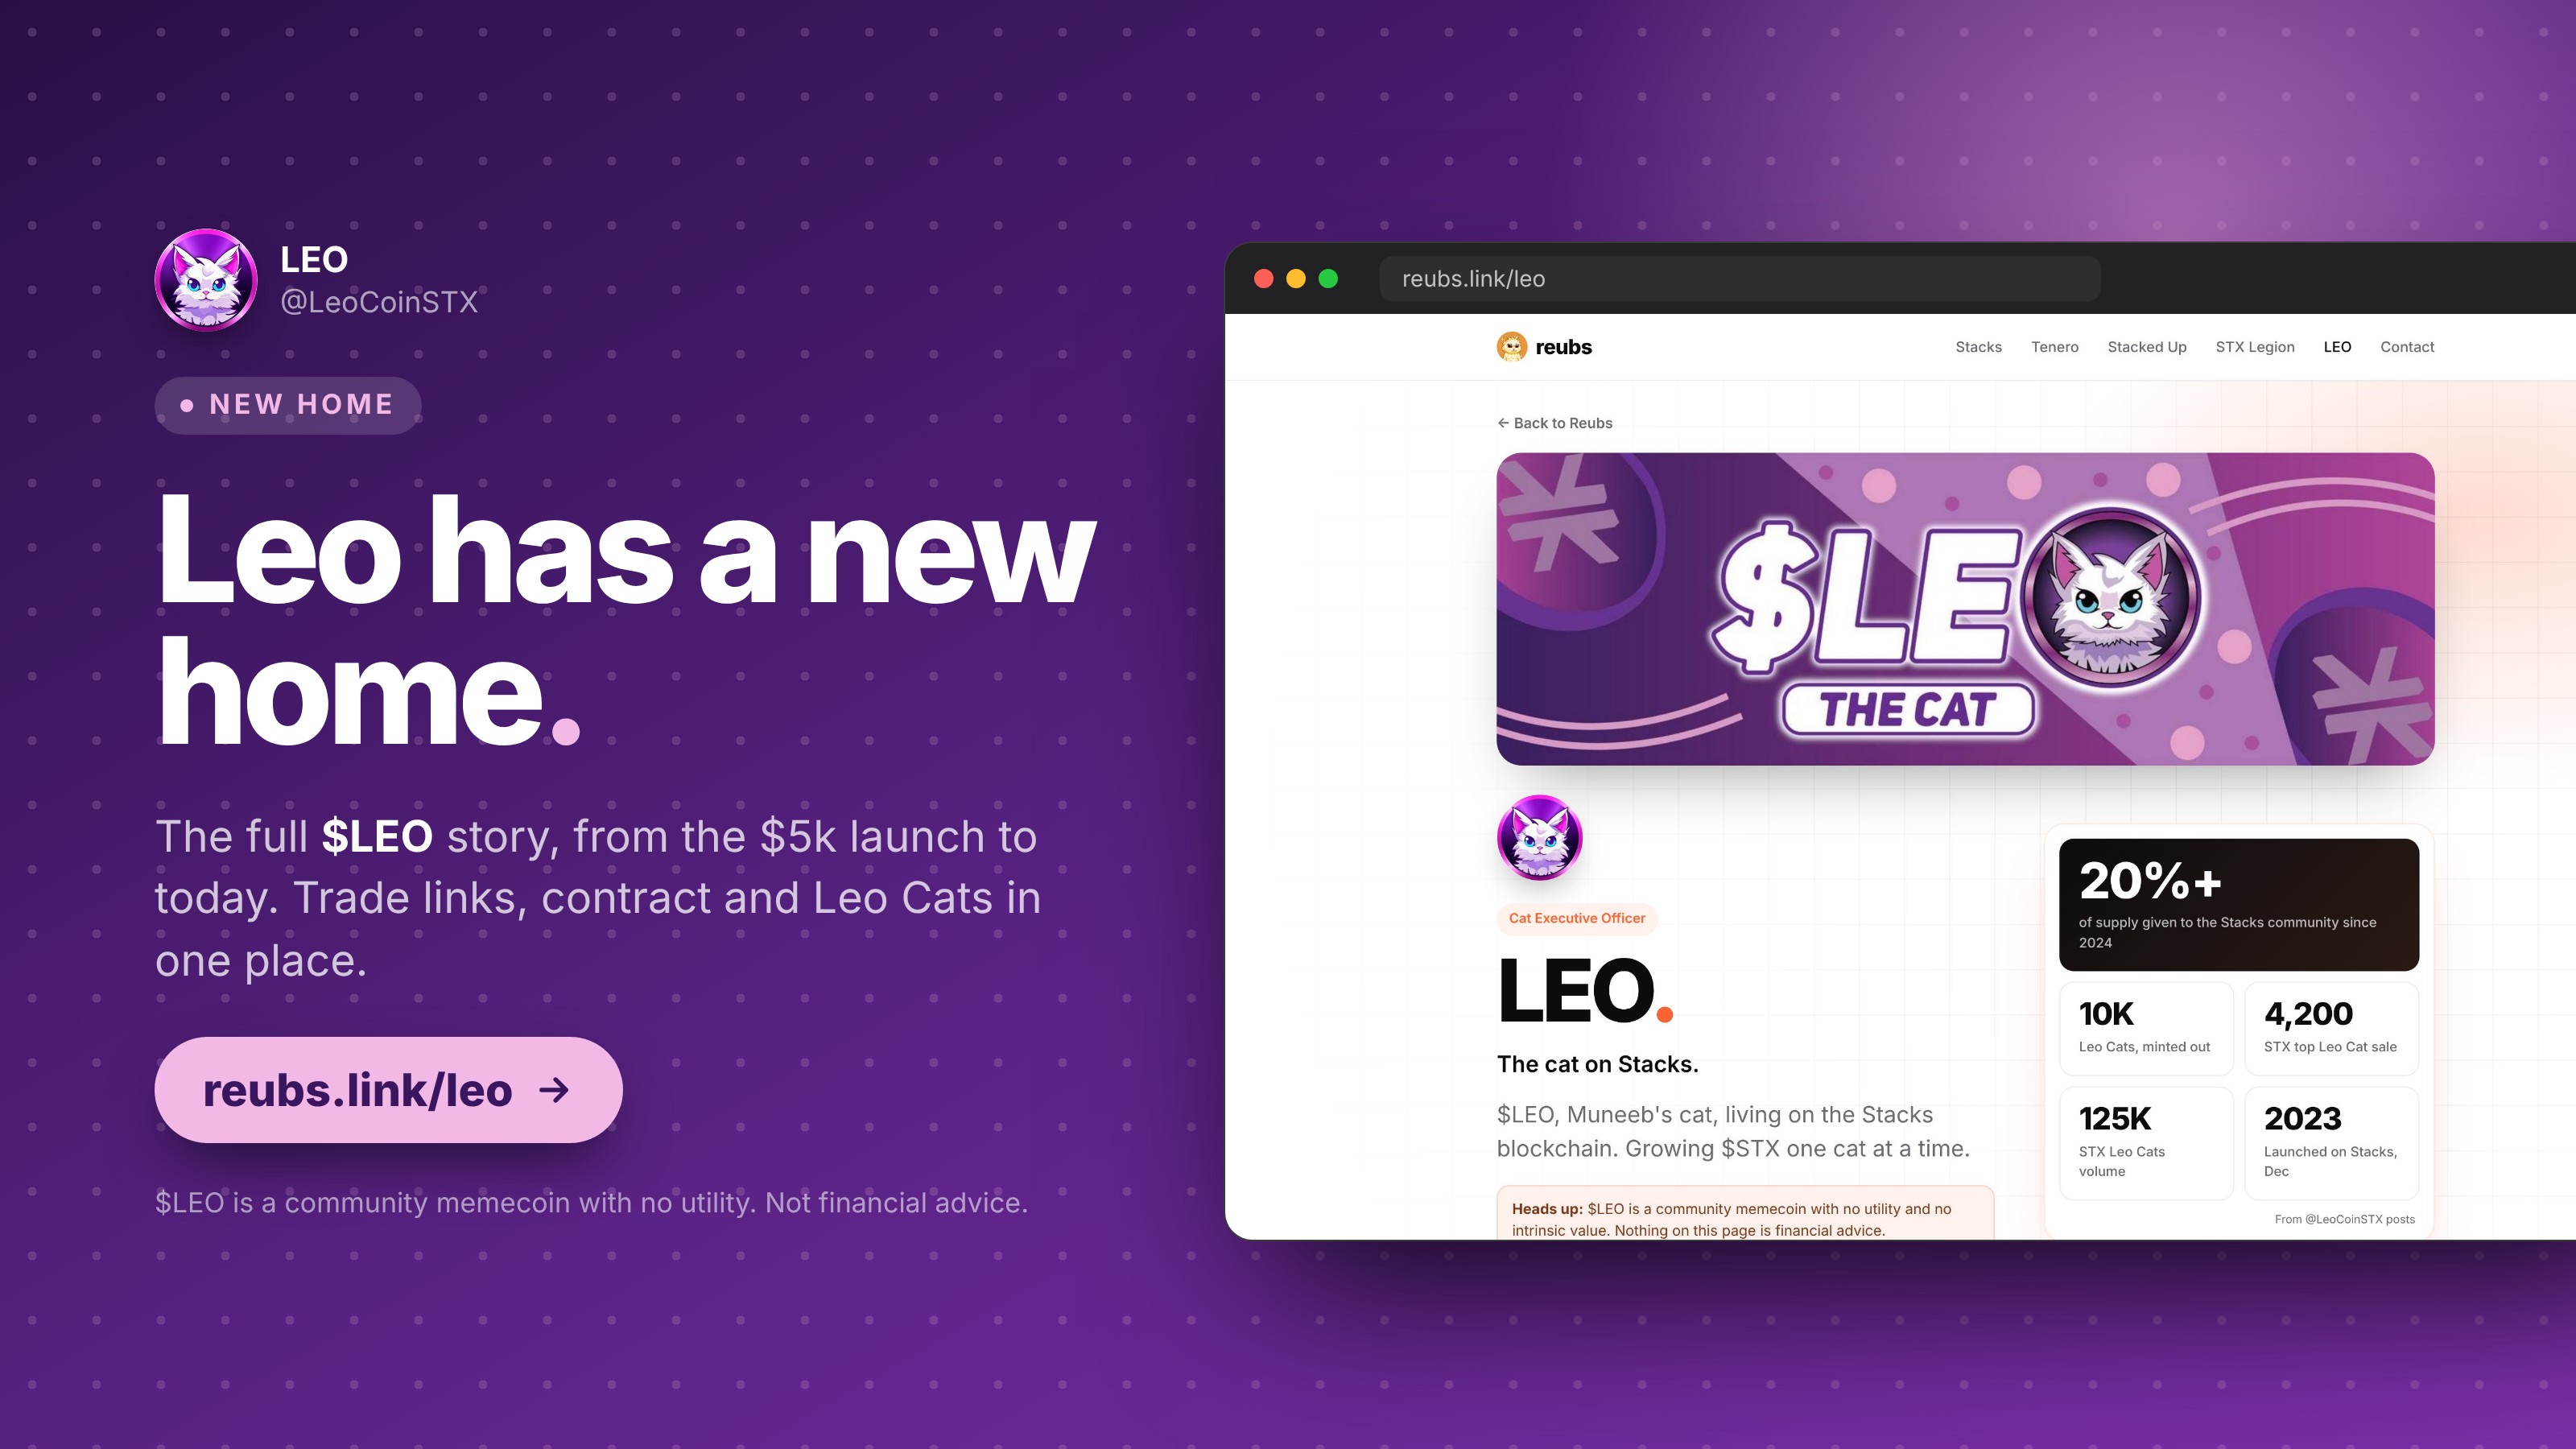 LEO
@LeoCoinSTX
NEW HOME
Leo has a new
home.
The full $LEO story, from the $5k launch to
today. Trade links, contract and Leo Cats in
one place.
reubs.link/leo →
$LEO is a community memecoin with no utility. Not financial advice.
reubs.link/leo
reubs
Stacks Tenero Stacked Up STX Legion LEO Contact
← Back to Reubs
$LEO
THE CAT
Cat Executive Officer
LEO.
The cat on Stacks.
$LEO, Muneeb's cat, living on the Stacks
blockchain. Growing $STX one cat at a time.
Heads up: $LEO is a community memecoin with no utility and no
intrinsic value. Nothing on this page is financial advice.
20%+
of supply given to the Stacks community since
2024
10K
Leo Cats, minted out
4,200
STX top Leo Cat sale
125K
STX Leo Cats
volume
2023
Launched on Stacks,
Dec
From @LeoCoinSTX posts